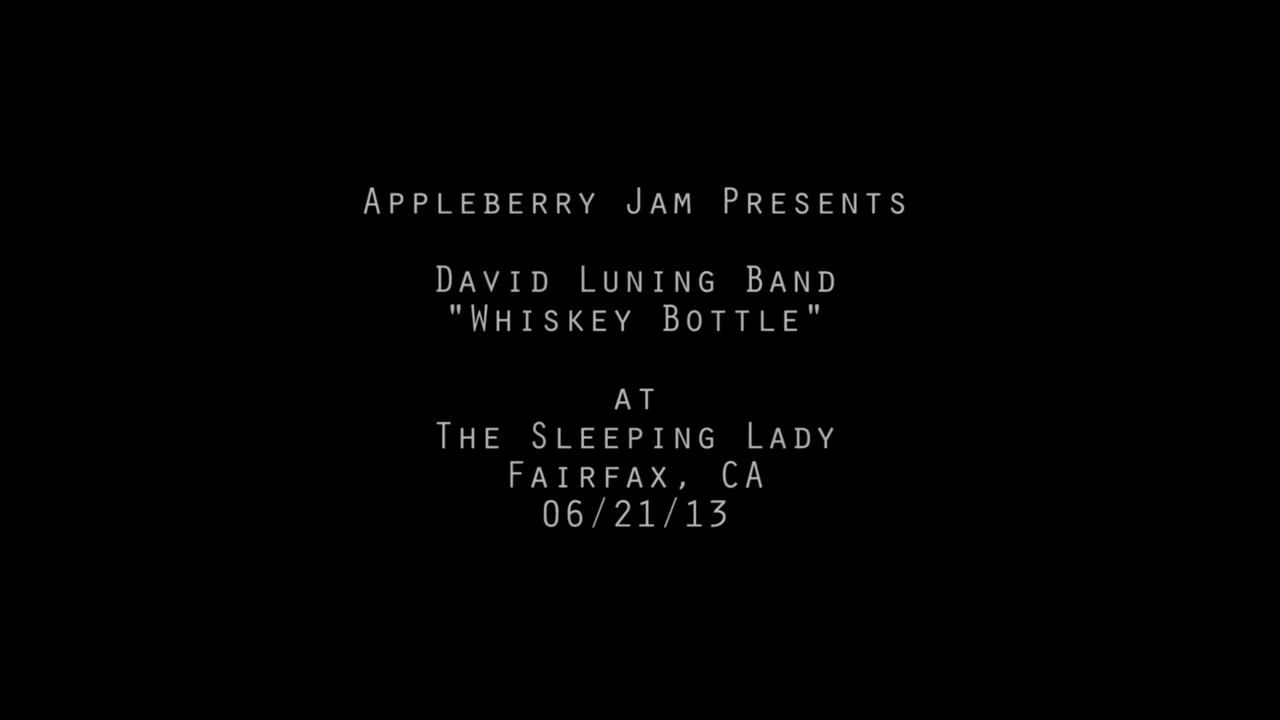 Appleberry Jam Presents
David Luning Band
"Whiskey Bottle"
at
The Sleeping Lady
Fairfax, CA
06/21/13